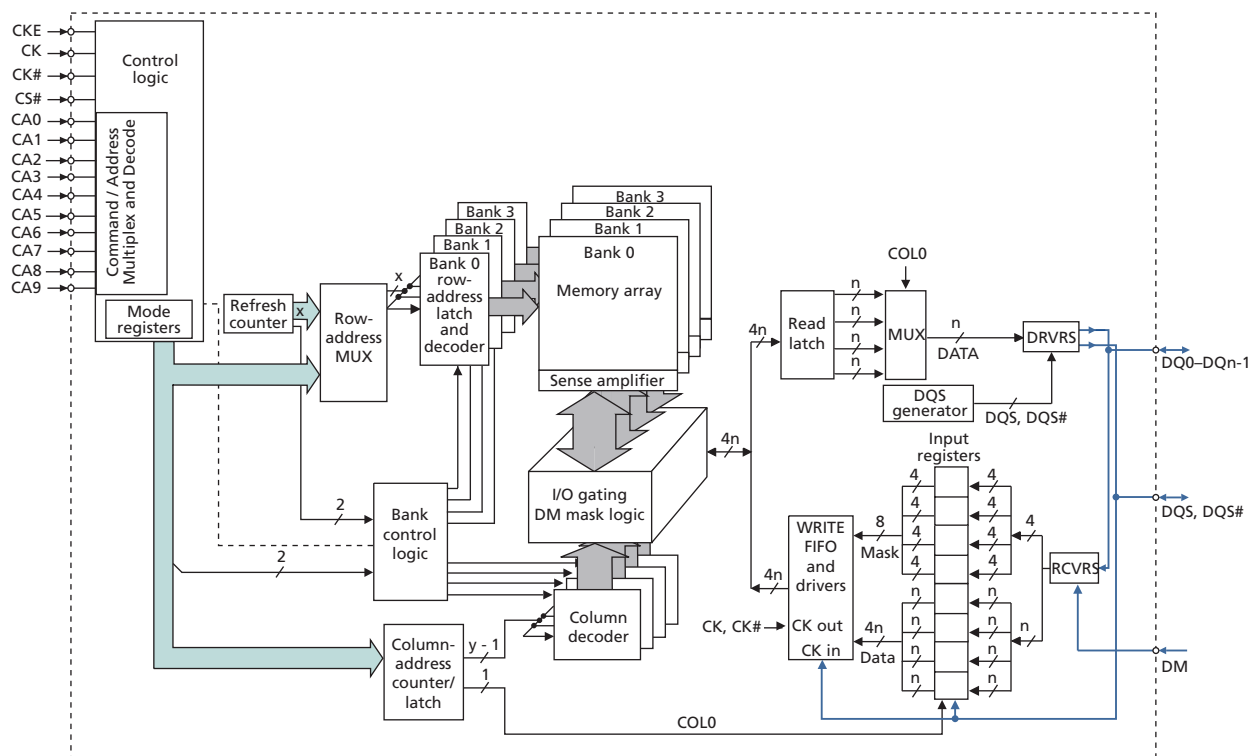 CKE
CK
CK#
CS#
CA0
CA1
CA2
CA3
CA4
CA5
CA6
CA7
CA8
CA9
Control
logic
Command / Address
Multiplex and Decode
Mode
registers
Refresh
counter
x
Row-
address
MUX
x
Bank 3
Bank 2
Bank 1
Bank 0
row-
address
latch
and
decoder
Bank 3
Bank 2
Bank 1
Bank 0
Memory array
Sense amplifier
2
2
Bank
control
logic
I/O gating
DM mask logic
Column
decoder
Column-
address
counter/
latch
y - 1
1
COL0
4n
4n
4n
Read
latch
n
n
n
n
COL0
MUX
n
DATA
DRVRS
DQS
generator
DQS, DQS#
DQ0–DQn-1
DQS, DQS#
DM
Input
registers
4
4
4
4
4
4
4
4
4
8
Mask
WRITE
FIFO
and
drivers
CK out
CK in
CK, CK#
4n
Data
n
n
n
n
n
n
n
n
n
RCVRS